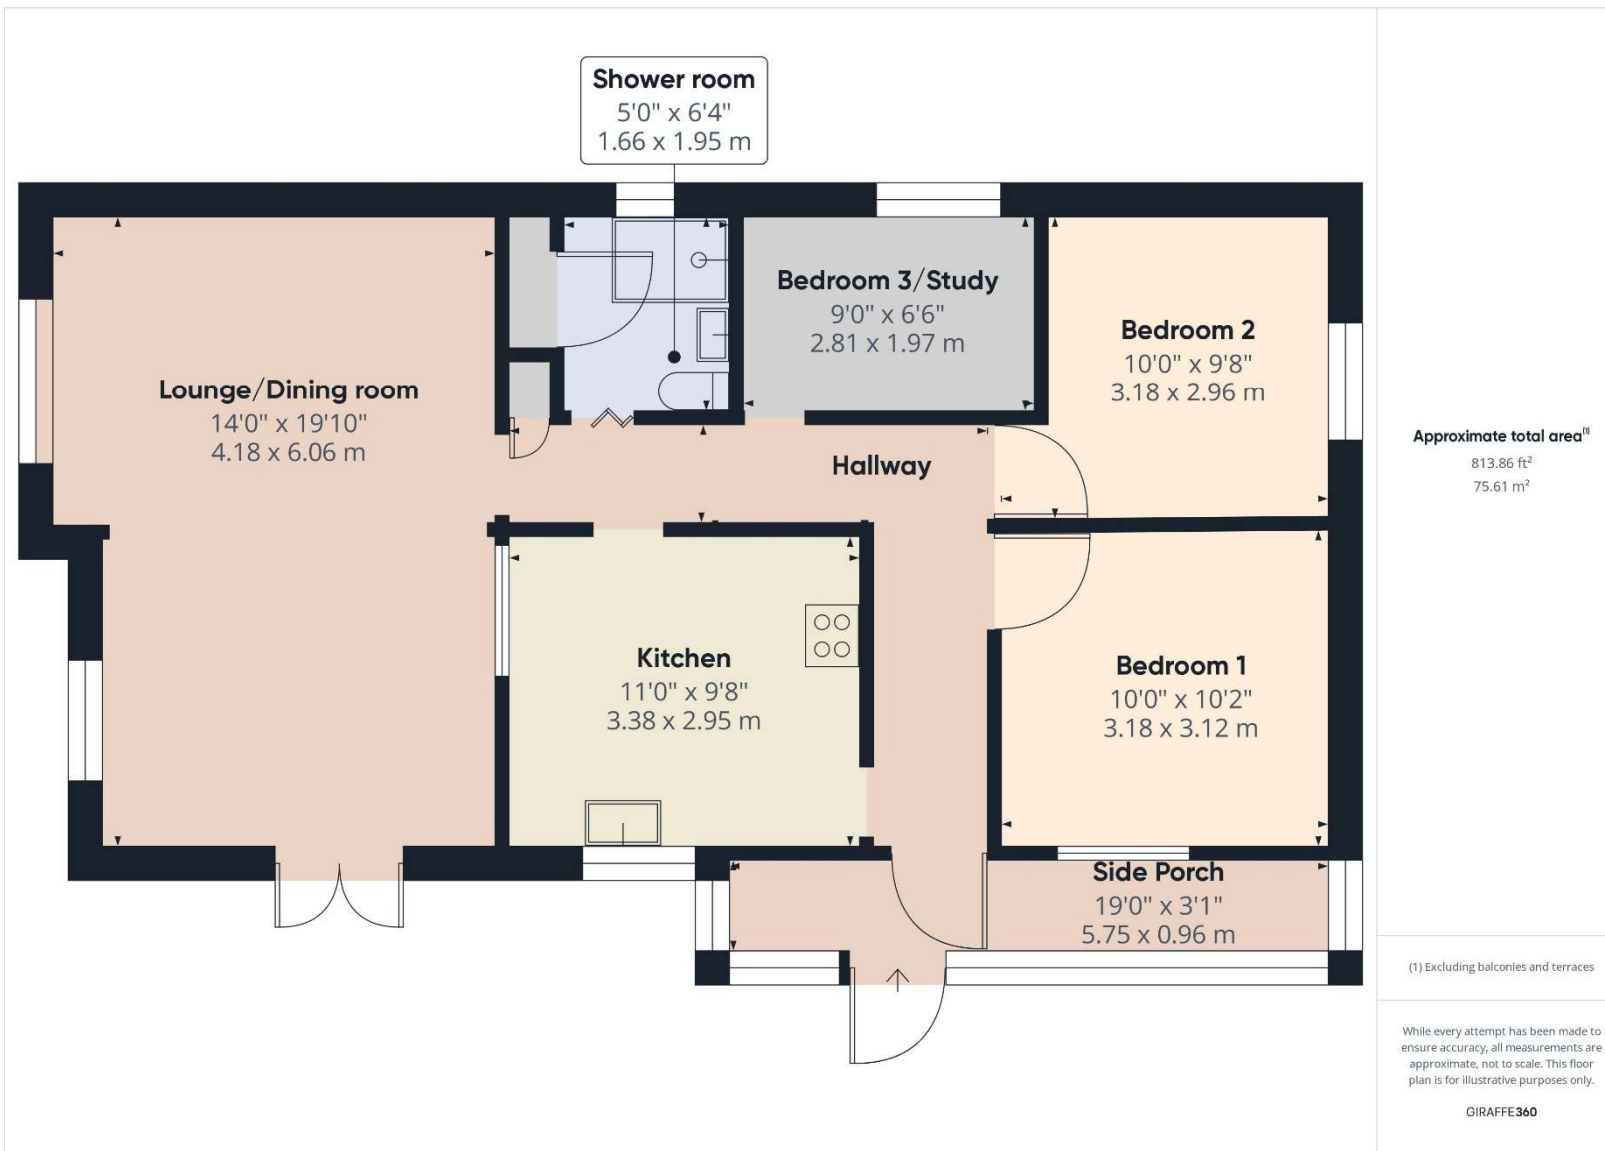 Shower room
5'0" x 6'4"
1.66 x 1.95 m
Lounge/Dining room
14'0" x 19'10"
4.18 x 6.06 m
Bedroom 3/Study
9'0" x 6'6"
2.81 x 1.97 m
Bedroom 2
10'0" x 9'8"
3.18 x 2.96 m
Hallway
Kitchen
11'0" x 9'8"
3.38 x 2.95 m
Bedroom 1
10'0" x 10'2"
3.18 x 3.12 m
Side Porch
19'0" x 3'1"
5.75 x 0.96 m
Approximate total area⁽¹⁾
813.86 ft²
75.61 m²
(1) Excluding balconies and terraces
While every attempt has been made to
ensure accuracy, all measurements are
approximate, not to scale. This floor
plan is for illustrative purposes only.
GIRAFFE360